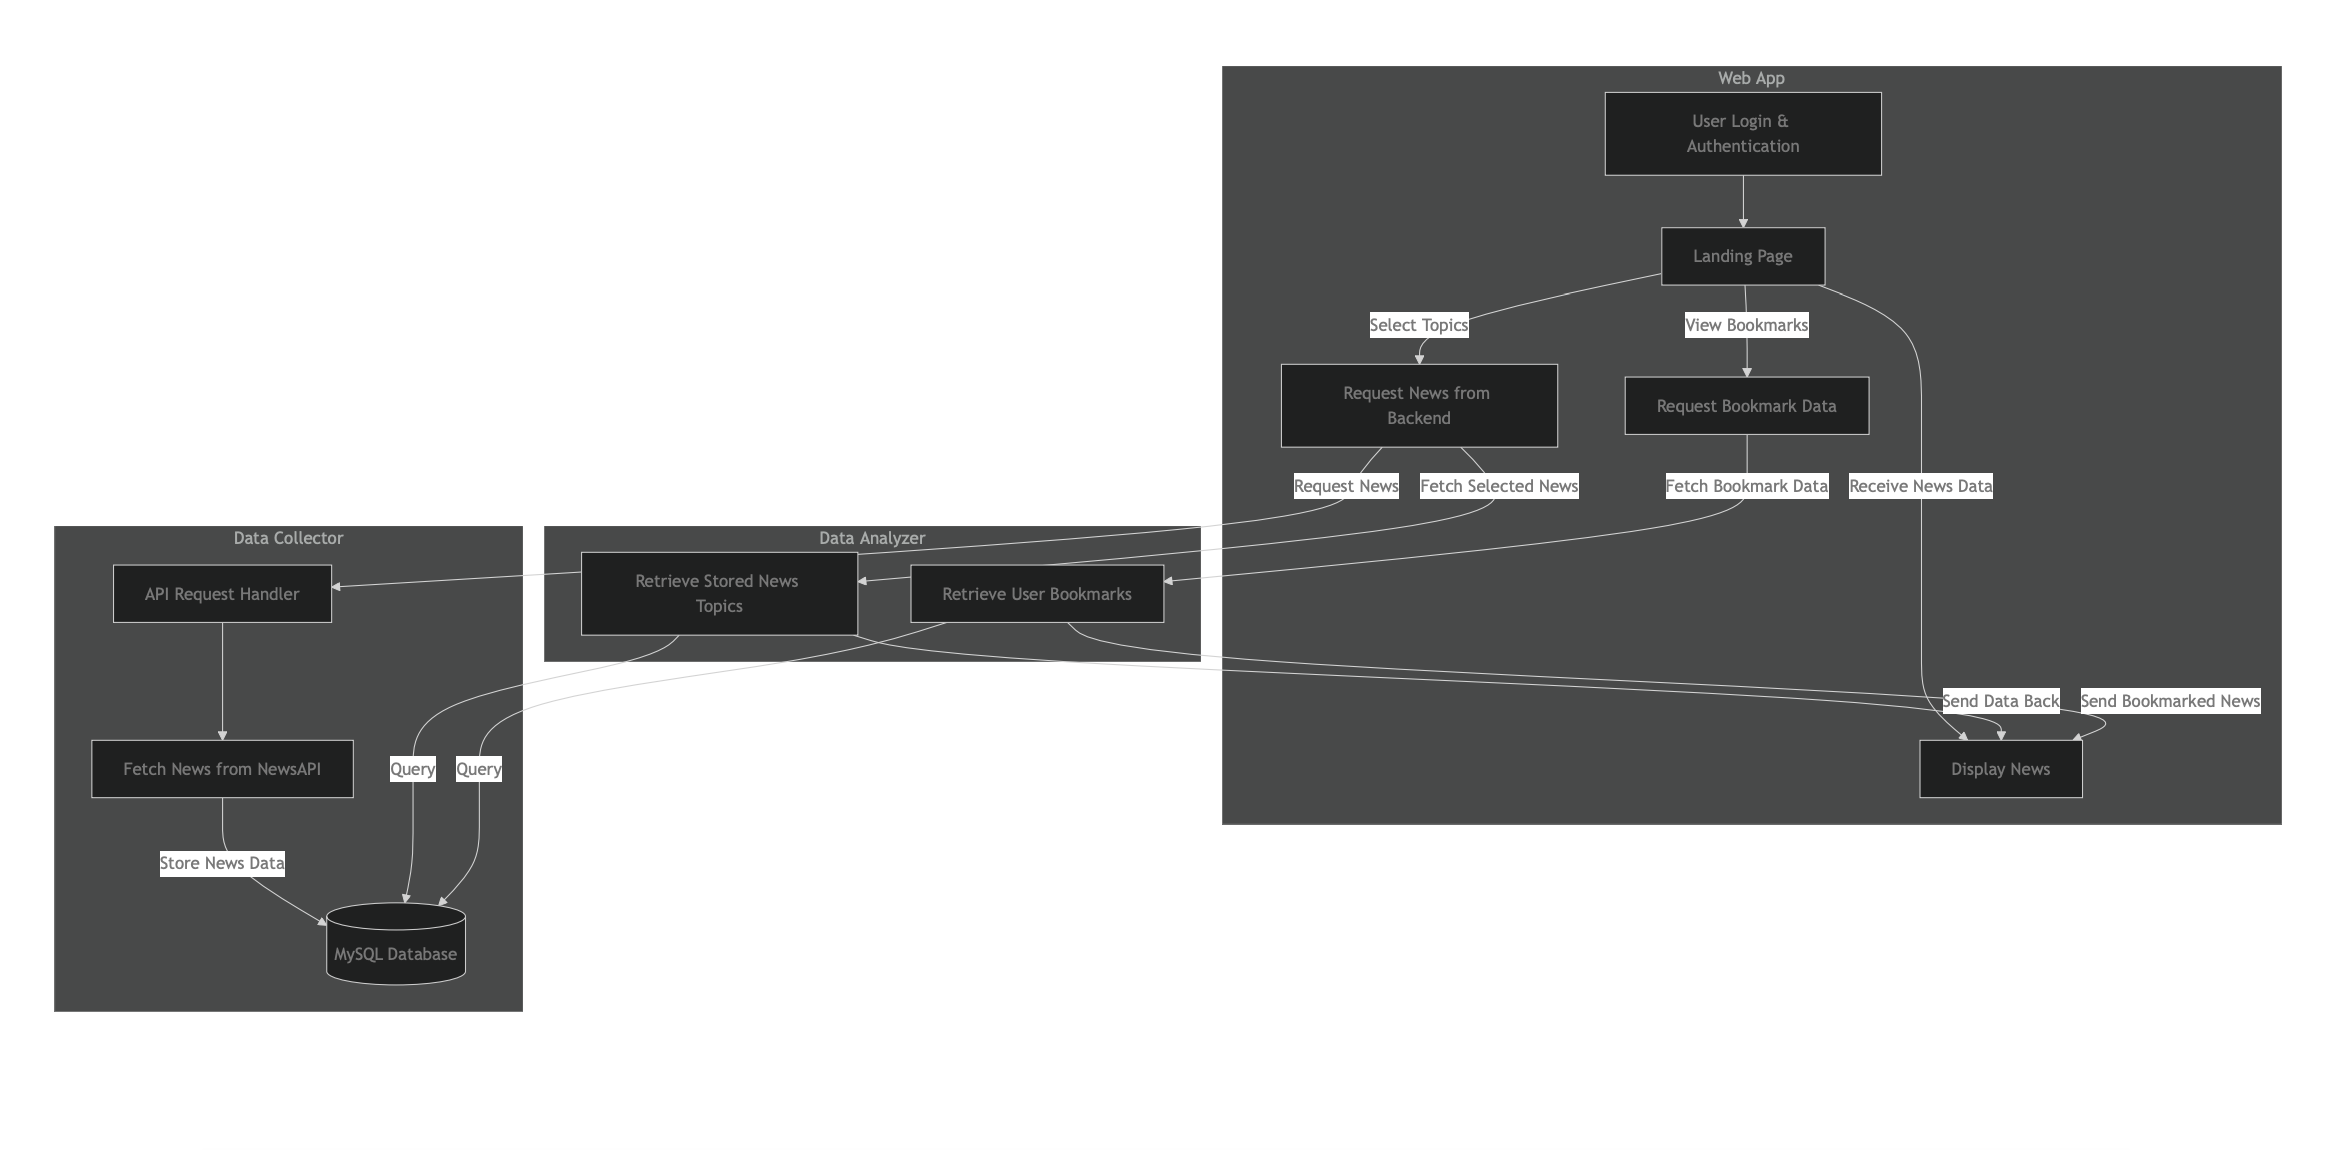 Web App
User Login &
Authentication
Landing Page
Select Topics
View Bookmarks
Request News from
Backend
Request Bookmark Data
Request News
Fetch Selected News
Fetch Bookmark Data
Receive News Data
Data Collector
Data Analyzer
API Request Handler
Retrieve Stored News
Topics
Retrieve User Bookmarks
Send Data Back
Send Bookmarked News
Fetch News from NewsAPI
Query
Query
Display News
Store News Data
MySQL Database